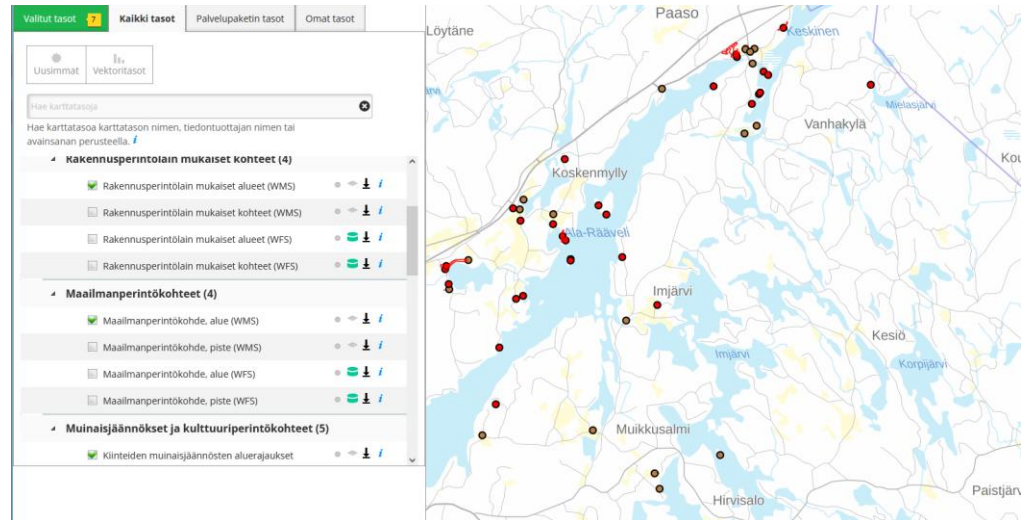 Valitut tasot 7
Kaikki tasot
Palvelupaketin tasot
Omat tasot
Uusimmat
Vektoritasot
Hae karttatasoja
Hae karttatasoa karttatason nimen, tiedontuottajan nimen tai
avainsanan perusteella. i
Rakennusperintölain mukaiset kohteet (4)
Rakennusperintölain mukaiset alueet (WMS) i
Rakennusperintölain mukaiset kohteet (WMS) i
Rakennusperintölain mukaiset alueet (WFS) i
Rakennusperintölain mukaiset kohteet (WFS) i
Maailmanperintökohteet (4)
Maailmanperintökohde, alue (WMS) i
Maailmanperintökohde, piste (WMS) i
Maailmanperintökohde, alue (WFS) i
Maailmanperintökohde, piste (WFS) i
Muinaisjäännökset ja kulttuuriperintökohteet (5)
Kiinteiden muinaisjäännösten aluerajaukset i
Paaso
Löytäne
Keskinen
Mielasjärvi
Vanhakylä
Kou
Koskenmylly
Ala-Rääveli
Imjärvi
Kesiö
Imjärvi
Korpijärvi
Muikkusalmi
Paistjärv
Hirvisalo